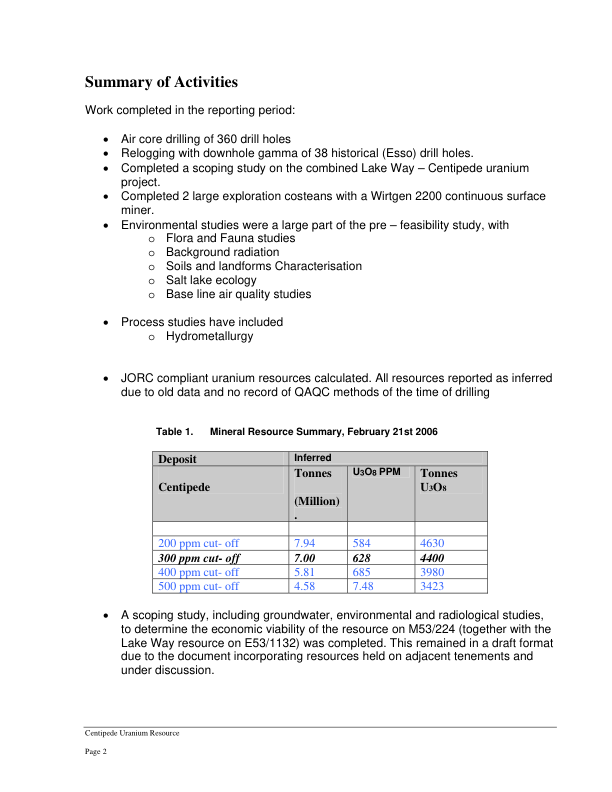 Summary of Activities
Work completed in the reporting period:
• Air core drilling of 360 drill holes
• Relogging with downhole gamma of 38 historical (Esso) drill holes.
• Completed a scoping study on the combined Lake Way – Centipede uranium
project.
• Completed 2 large exploration costeans with a Wirtgen 2200 continuous surface
miner.
• Environmental studies were a large part of the pre – feasibility study, with
o Flora and Fauna studies
o Background radiation
o Soils and landforms Characterisation
o Salt lake ecology
o Base line air quality studies
• Process studies have included
o Hydrometallurgy
• JORC compliant uranium resources calculated. All resources reported as inferred
due to old data and no record of QAQC methods of the time of drilling
Table 1. Mineral Resource Summary, February 21st 2006
Deposit Inferred
Tonnes U3O8 PPM Tonnes
Centipede U3O8
(Million)
.
200 ppm cut- off 7.94 584 4630
300 ppm cut- off 7.00 628 4400
400 ppm cut- off 5.81 685 3980
500 ppm cut- off 4.58 7.48 3423
• A scoping study, including groundwater, environmental and radiological studies,
to determine the economic viability of the resource on M53/224 (together with the
Lake Way resource on E53/1132) was completed. This remained in a draft format
due to the document incorporating resources held on adjacent tenements and
under discussion.
Centipede Uranium Resource
Page 2